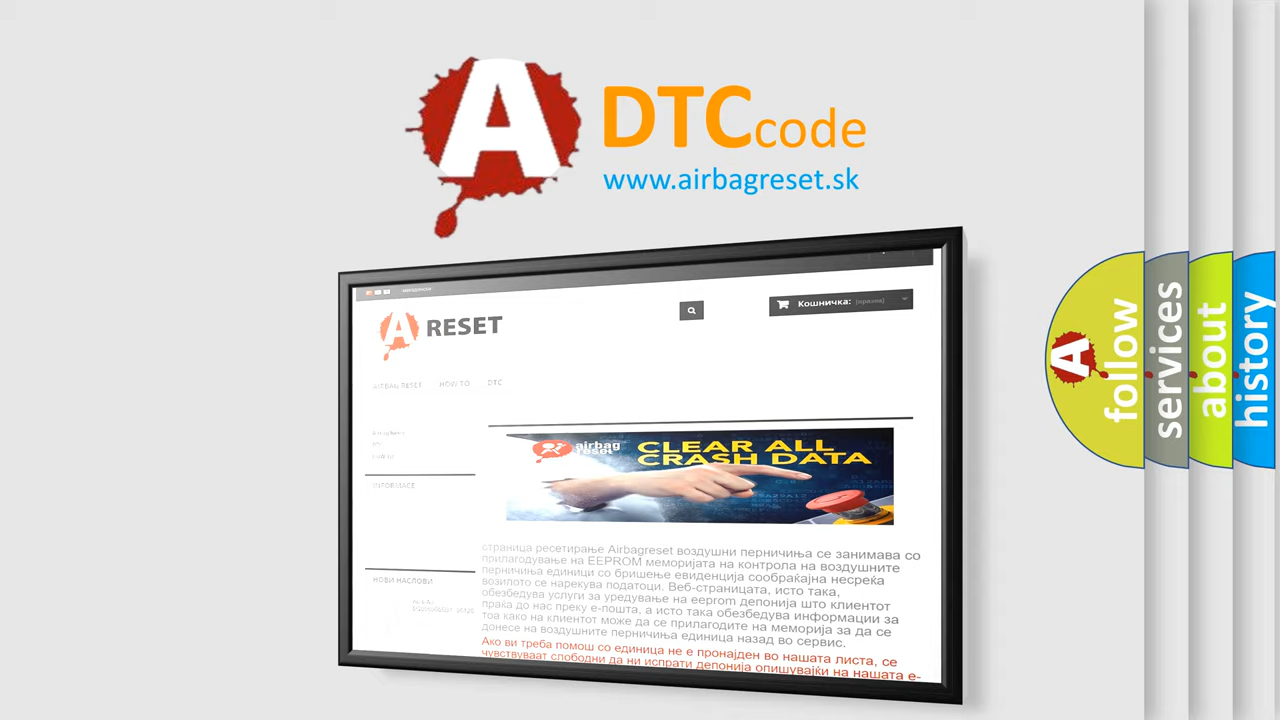 A DTCcode
www.airbagreset.sk
Кошничка: (празна)
A RESET
AIRBAG RESET HOW TO DTC
airbag
reset
CLEAR ALL
CRASH DATA
INFORMACE
страница ресетирање Airbagreset воздушни перничиња се занимава со
прилагодување на EEPROM меморијата на контрола на воздушните
перничиња единици со бришење евиденција сообраќајна несреќа
возилото се нарекува податоци. Веб-страницата, исто така,
обезбедува услуги за уредување на eeprom депонија што клиентот
праќа до нас преку е-пошта, а исто така обезбедува информации за
тоа како на клиентот може да се прилагодите на меморија за да се
донесе на воздушните перничиња единица назад во сервис.
Ако ви треба помош со единица не е пронајден во нашата листа, се
чувствуваат слободни да ни испрати депонија опишувајќи на нашата е-
НОВИ НАСЛОВИ
A
follow
services
about
history